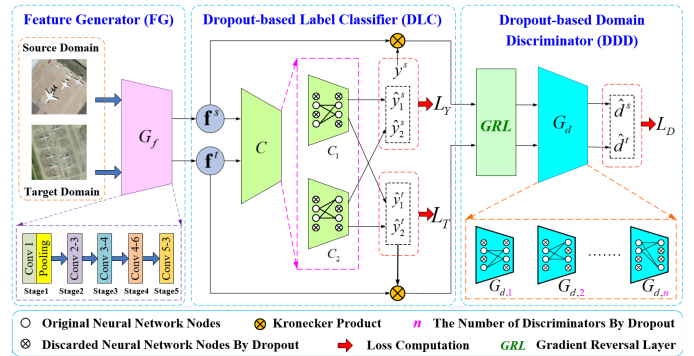 Feature Generator (FG)
Source Domain
Target Domain
G_f
Conv 1
Pooling
Conv 2-3
Conv 3-4
Conv 4-6
Conv 5-3
Stage1 Stage2 Stage3 Stage4 Stage5
Dropout-based Label Classifier (DLC)
f^s
f^t
C
C_1
C_2
y^s
ŷ_1^s
ŷ_2^s
L_Y
ŷ_1^t
ŷ_2^t
L_T
Dropout-based Domain
Discriminator (DDD)
GRL
G_d
d̂^s
d̂^t
L_D
G_{d,1} G_{d,2} ...... G_{d,n}
Original Neural Network Nodes
Kronecker Product
n The Number of Discriminators By Dropout
Discarded Neural Network Nodes By Dropout
Loss Computation
GRL Gradient Reversal Layer